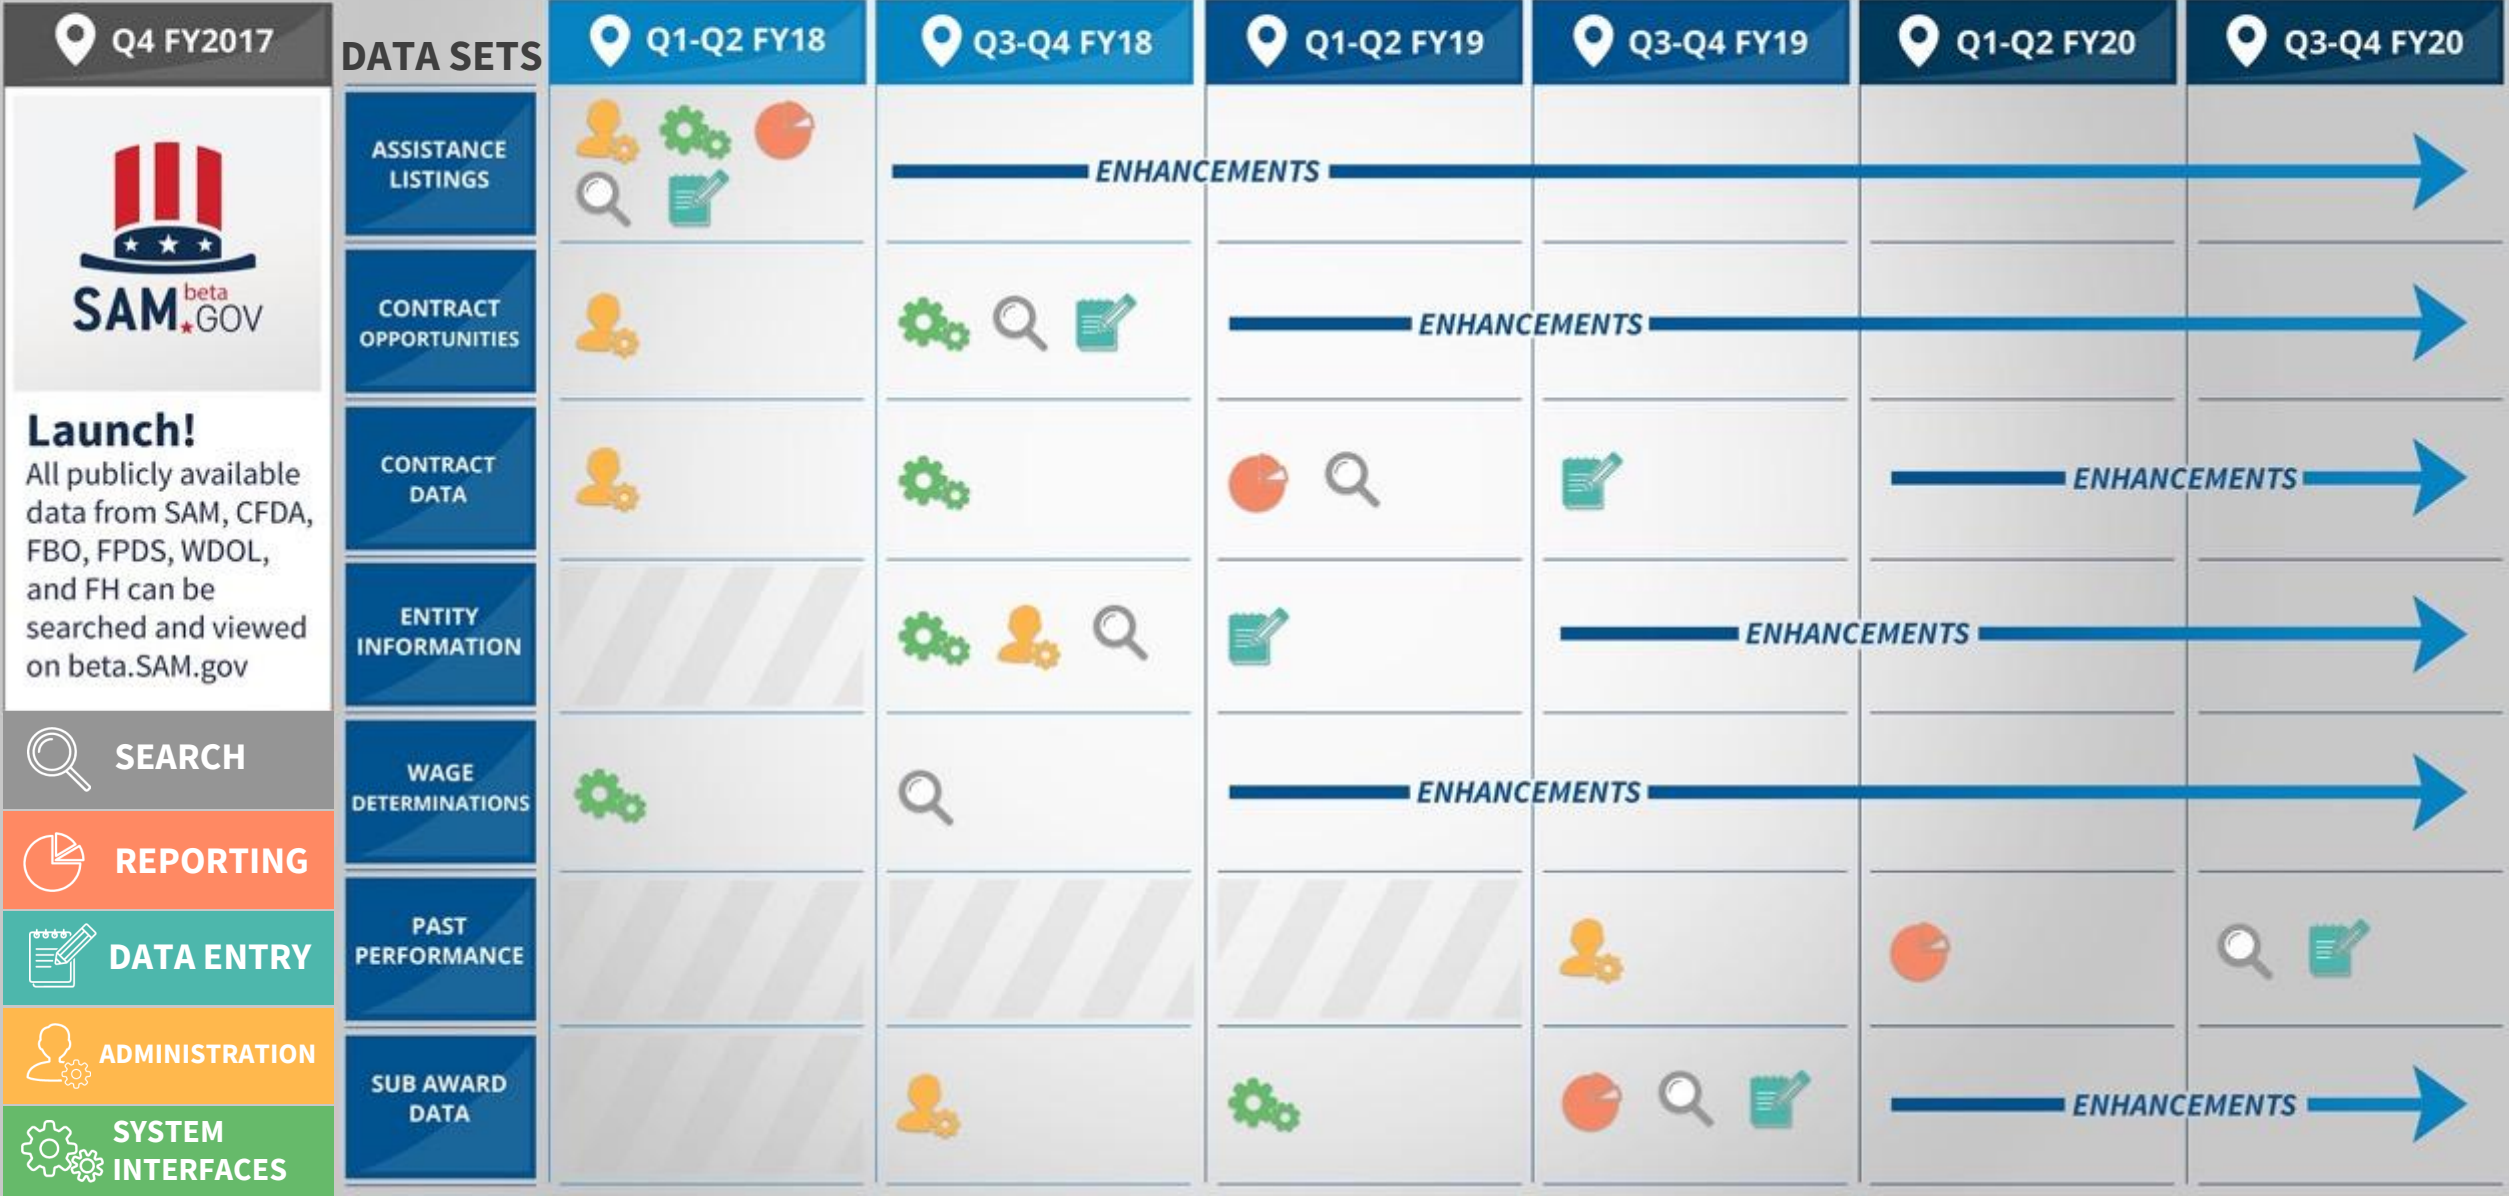 Q4 FY2017
DATA SETS
Q1-Q2 FY18
Q3-Q4 FY18
Q1-Q2 FY19
Q3-Q4 FY19
Q1-Q2 FY20
Q3-Q4 FY20
SAM.GOV
beta
Launch!
All publicly available
data from SAM, CFDA,
FBO, FPDS, WDOL,
and FH can be
searched and viewed
on beta.SAM.gov
SEARCH
REPORTING
DATA ENTRY
ADMINISTRATION
SYSTEM
INTERFACES
ASSISTANCE
LISTINGS
ENHANCEMENTS
CONTRACT
OPPORTUNITIES
ENHANCEMENTS
CONTRACT
DATA
ENHANCEMENTS
ENTITY
INFORMATION
ENHANCEMENTS
WAGE
DETERMINATIONS
ENHANCEMENTS
PAST
PERFORMANCE
SUB AWARD
DATA
ENHANCEMENTS